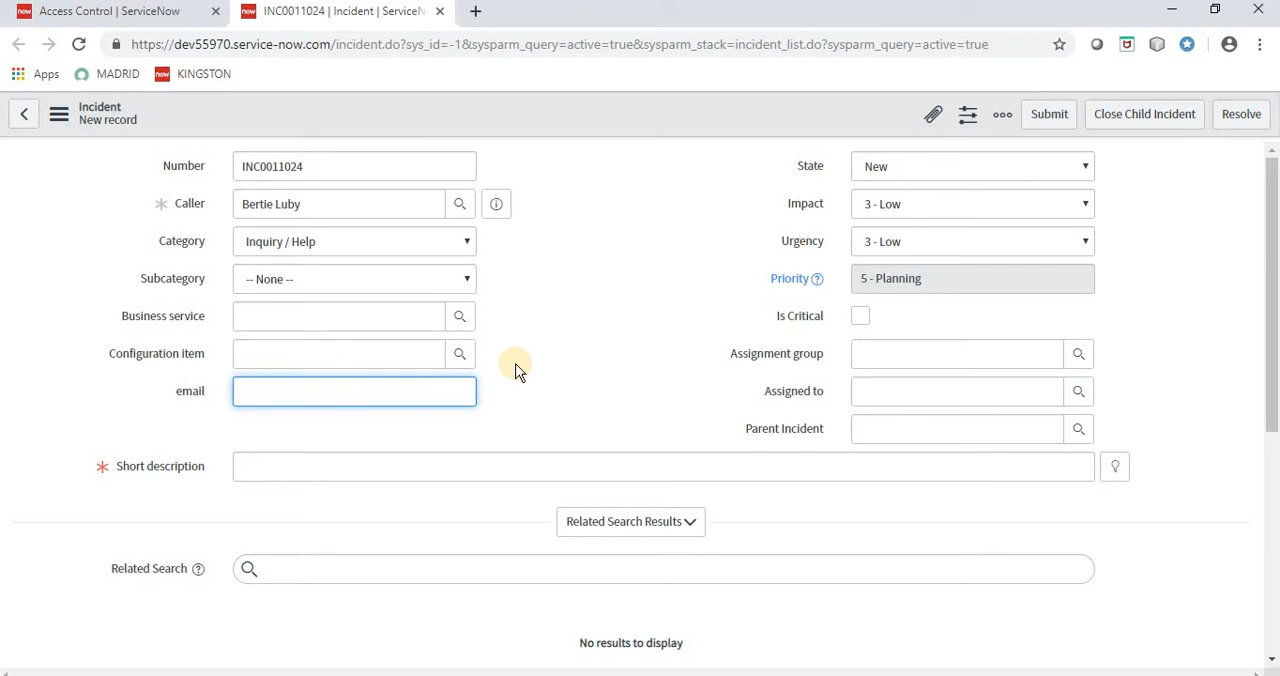 now Access Control | ServiceNow
now INC0011024 | Incident | ServiceN
https://dev55970.service-now.com/incident.do?sys_id=-1&sysparm_query=active=true&sysparm_stack=incident_list.do?sysparm_query=active=true
Apps MADRID now KINGSTON
Incident
New record
Submit Close Child Incident Resolve
Number INC0011024 State New
Caller Bertie Luby Impact 3 - Low
Category Inquiry / Help Urgency 3 - Low
Subcategory -- None -- Priority 5 - Planning
Business service Is Critical
Configuration item Assignment group
email Assigned to
Parent Incident
Short description
Related Search Results
Related Search
No results to display